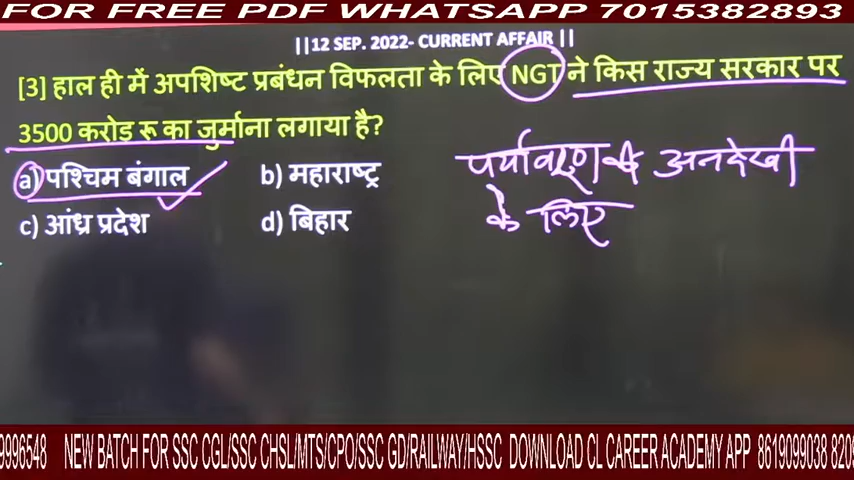 FOR FREE PDF WHATSAPP 7015382893
||12 SEP. 2022- CURRENT AFFAIR ||
[3] हाल ही में अपशिष्ट प्रबंधन विफलता के लिए NGT ने किस राज्य सरकार पर
3500 करोड़ रू का जुर्माना लगाया है?
a) पश्चिम बंगाल b) महाराष्ट्र
c) आंध्र प्रदेश d) बिहार
पर्यावरण की अनदेखी
के लिए
9996548 NEW BATCH FOR SSC CGL/SSC CHSL/MTS/CPO/SSC GD/RAILWAY/HSSC DOWNLOAD CL CAREER ACADEMY APP 8619099038 8208